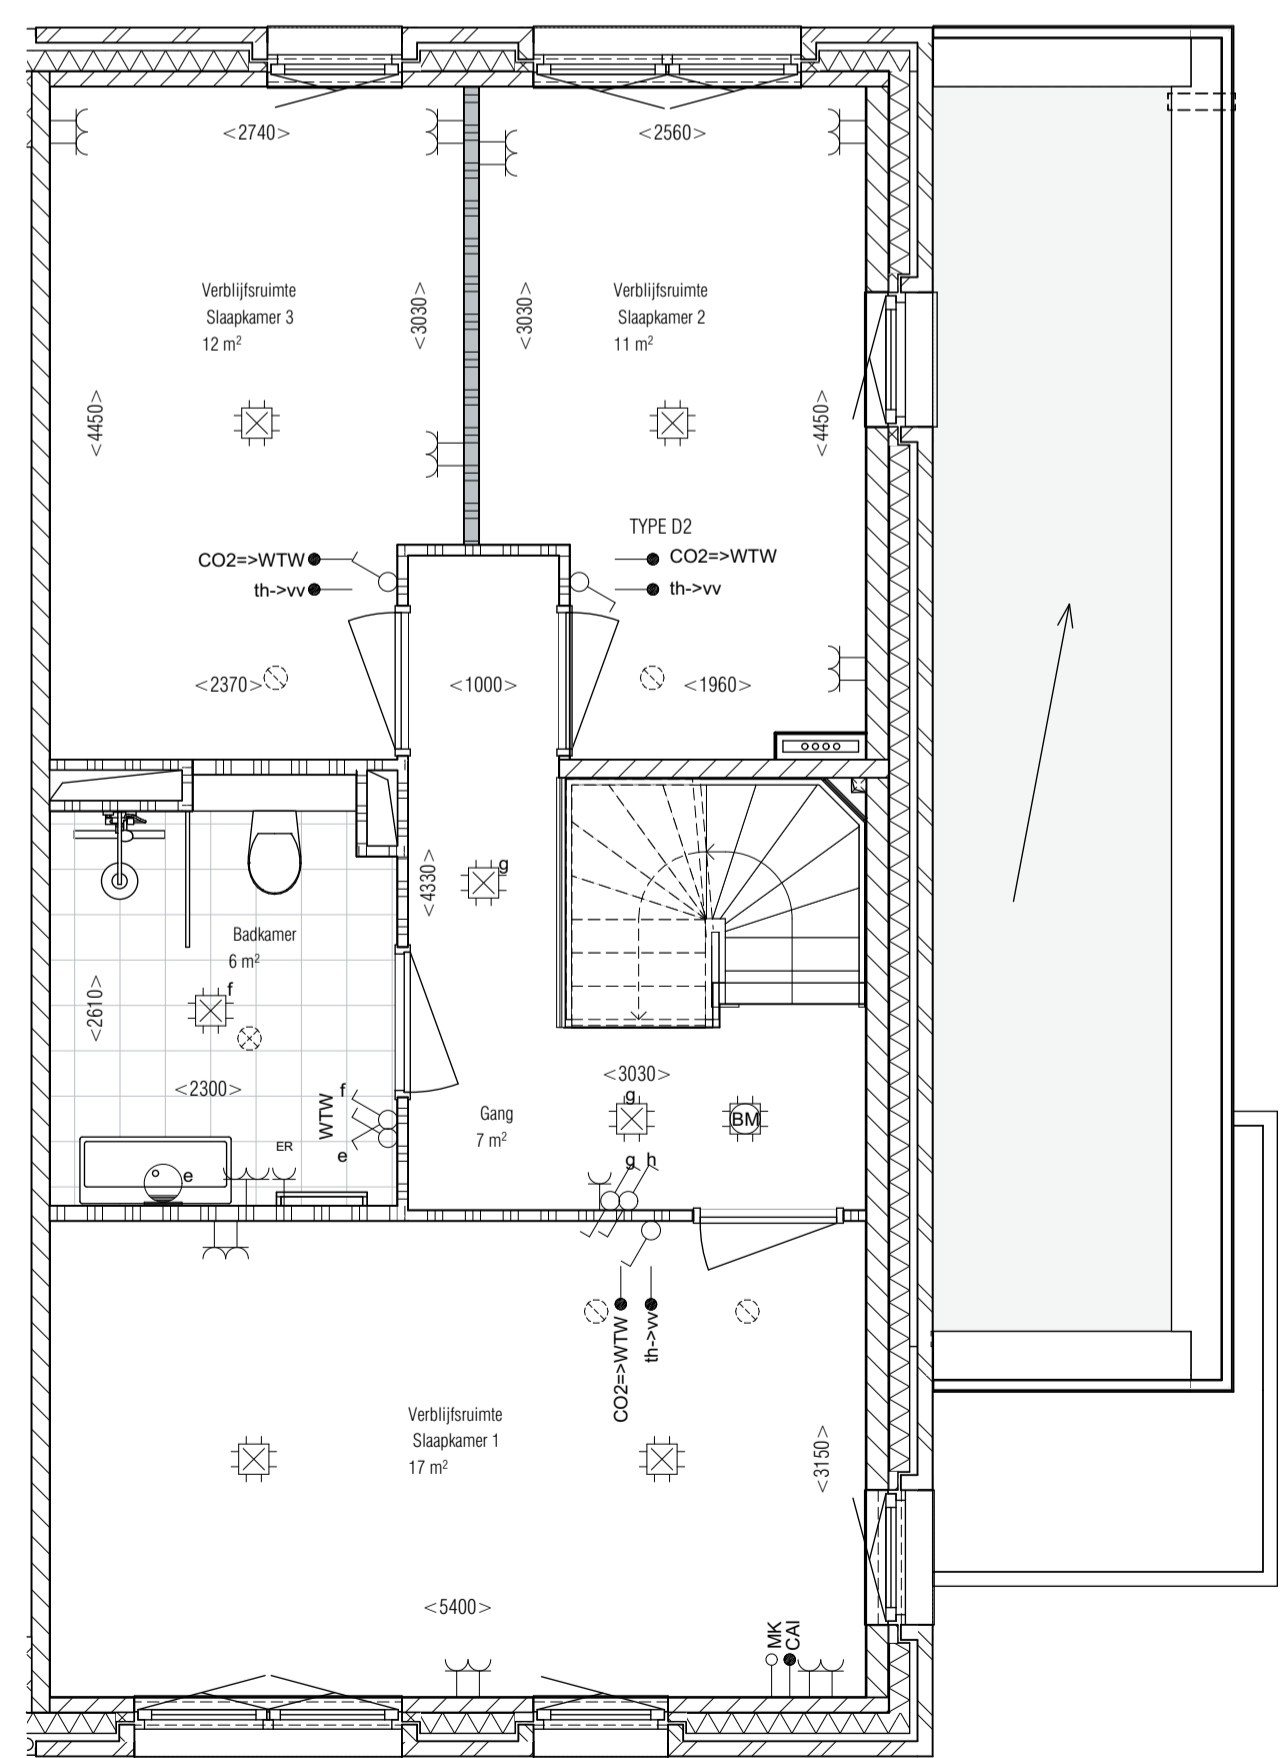 <2740>
<2560>
Verblijfsruimte
Slaapkamer 3
12 m²
<3030>
<3030>
Verblijfsruimte
Slaapkamer 2
11 m²
<4450>
<4450>
TYPE D2
CO2=>WTW
th->vv
CO2=>WTW
th->vv
<2370>
<1000>
<1960>
<4330>
g
Badkamer
6 m²
f
<2610>
<2300>
WTW
f
e
ER
e
<3030>
g
BM
Gang
7 m²
g h
CO2=>WTW
th->vv
Verblijfsruimte
Slaapkamer 1
17 m²
<3150>
<5400>
MK
CAI